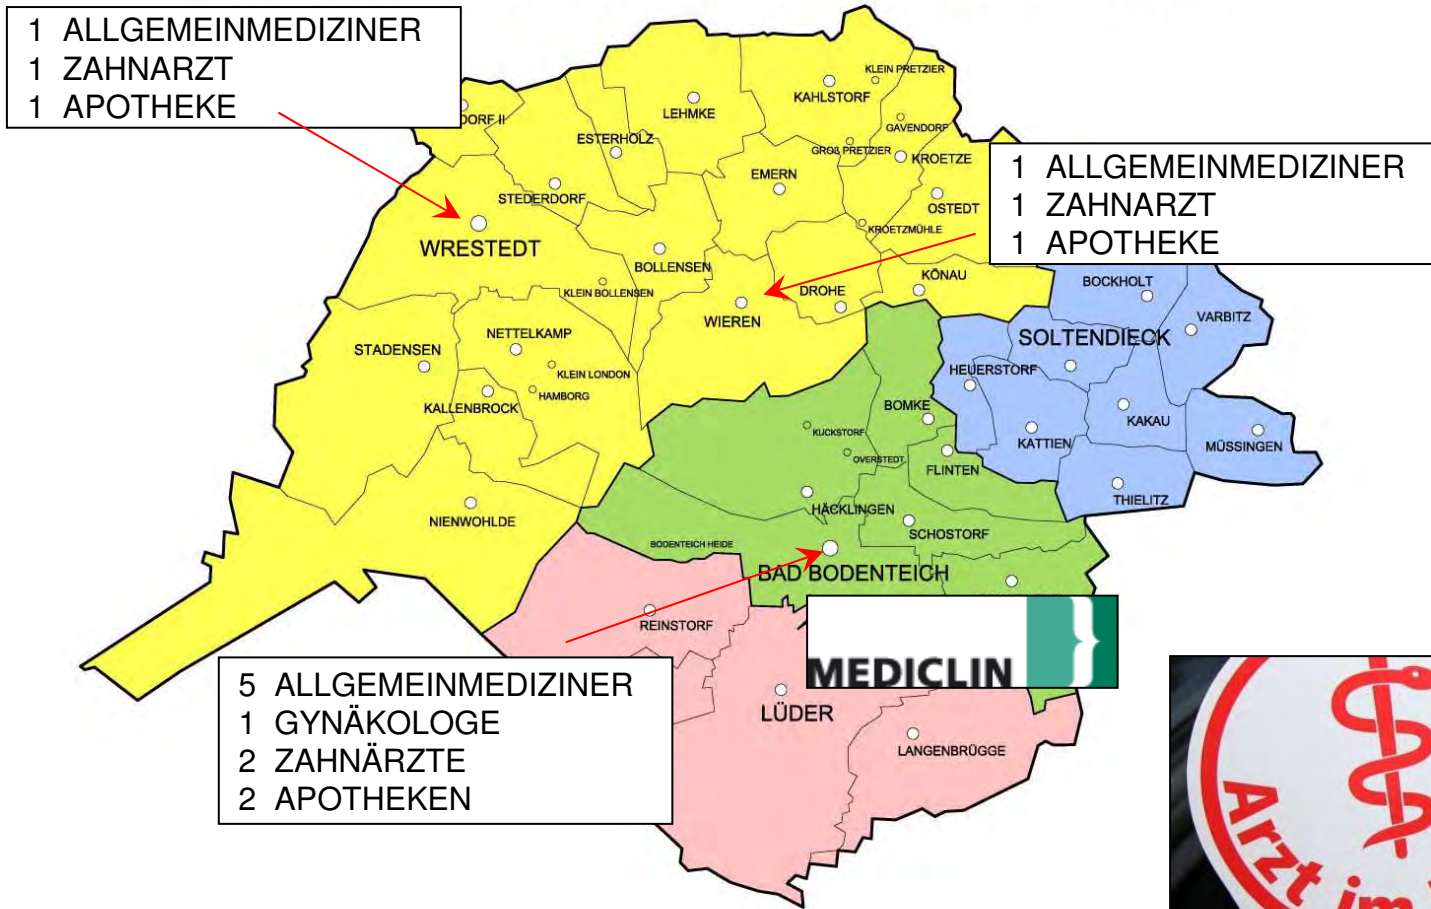 1 ALLGEMEINMEDIZINER
1 ZAHNARZT
1 APOTHEKE
KLEIN PRETZIER
KAHLSTORF
LEHMKE
DORF II
GAVENDORF
ESTERHOLZ
GROß PRETZIER
KROETZE
1 ALLGEMEINMEDIZINER
1 ZAHNARZT
1 APOTHEKE
EMERN
STEDERDORF
OSTEDT
KROETZMÜHLE
WRESTEDT
BOLLENSEN
KÖNAU
BOCKHOLT
KLEIN BOLLENSEN
DROHE
WIEREN
VARBITZ
NETTELKAMP
SOLTENDIECK
STADENSEN
KLEIN LONDON
HEUERSTORF
HAMBORG
KALLENBROCK
BOMKE
KAKAU
KUCKSTORF
KATTIEN
MÜSSINGEN
OVERSTEDT
FLINTEN
THIELITZ
HÄCKLINGEN
NIENWOHLDE
SCHOSTORF
BODENTEICH HEIDE
BAD BODENTEICH
REINSTORF
MEDICLIN
5 ALLGEMEINMEDIZINER
1 GYNÄKOLOGE
2 ZAHNÄRZTE
2 APOTHEKEN
LÜDER
LANGENBRÜGGE
Arzt im